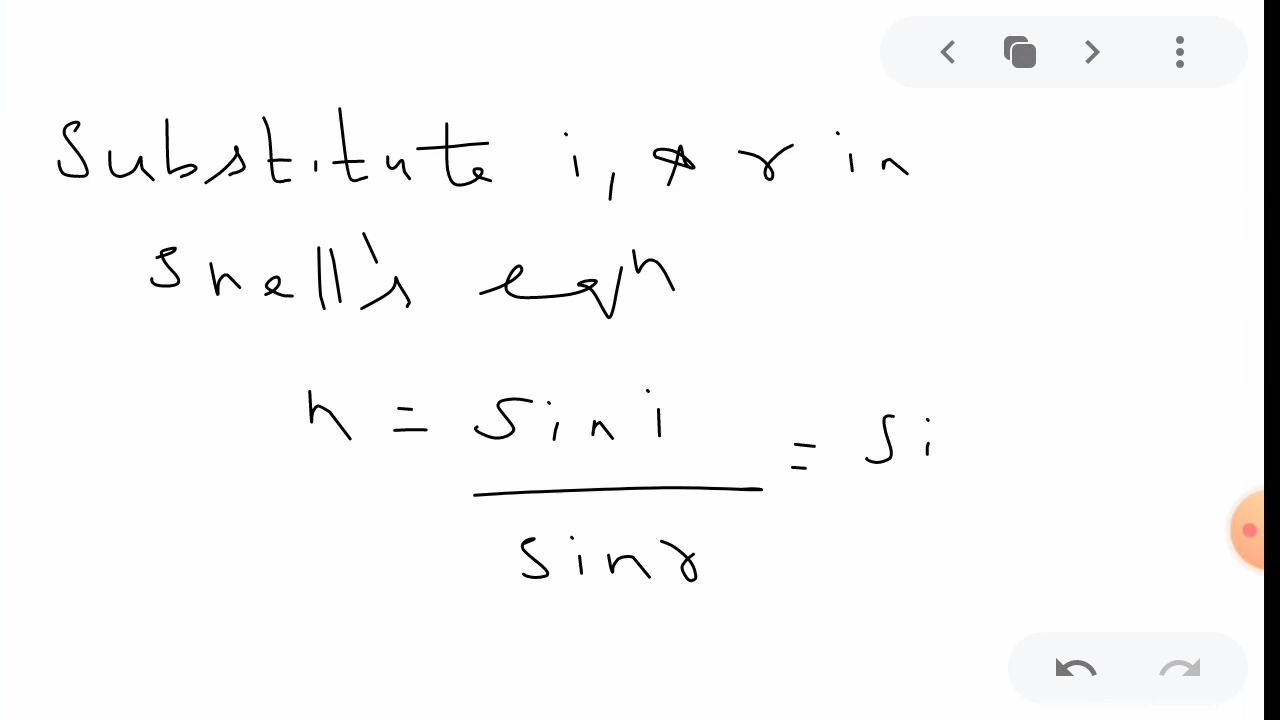 Substitute i, & r in
Snell's eqn
n = sin i / sin r = Si